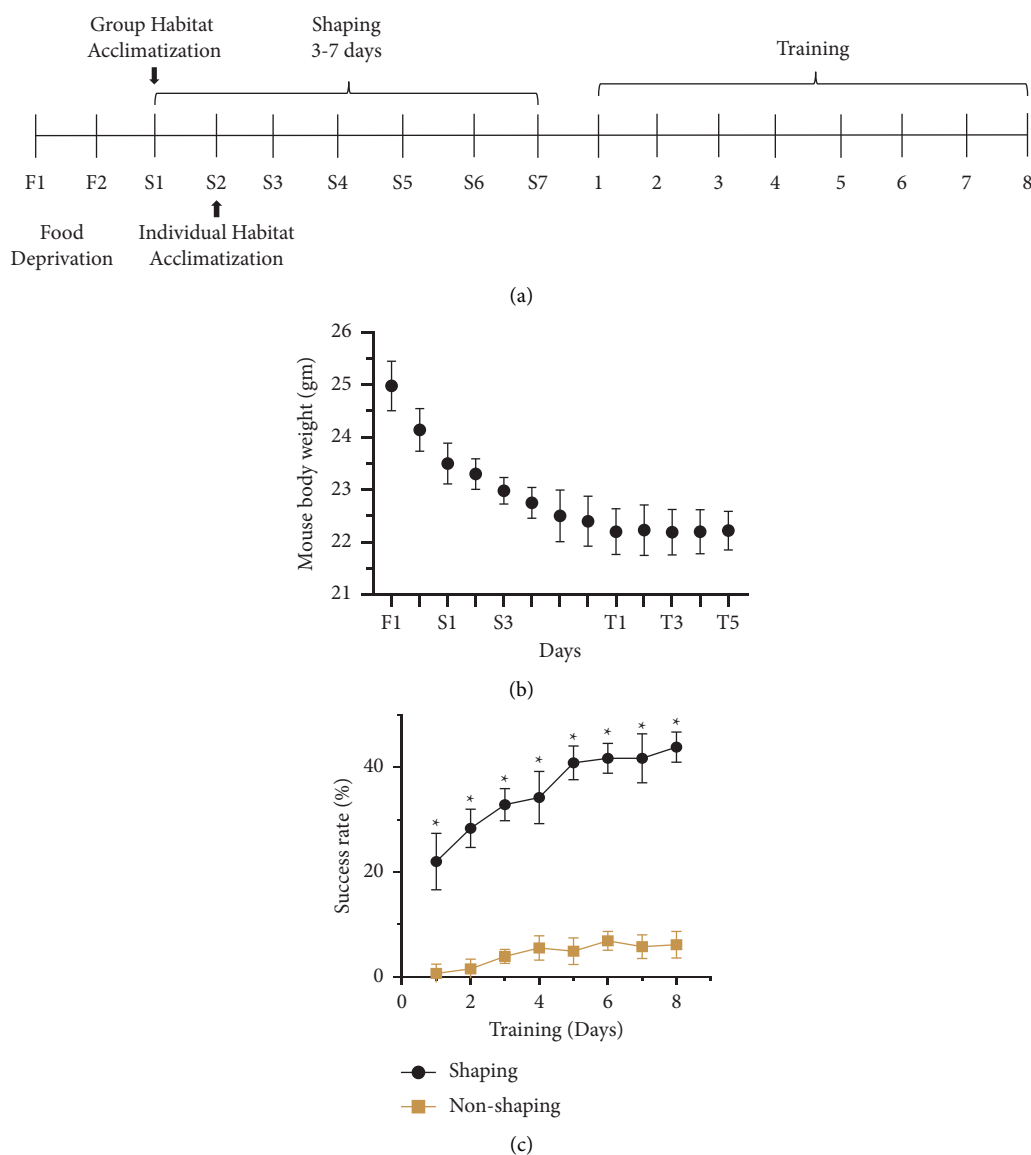 Group Habitat
Acclimatization
Shaping
3-7 days
Training
F1 F2 S1 S2 S3 S4 S5 S6 S7 1 2 3 4 5 6 7 8
Food
Deprivation
Individual Habitat
Acclimatization
(a)
Mouse body weight (gm)
26
25
24
23
22
21
F1 S1 S3 T1 T3 T5
Days
(b)
Success rate (%)
40
20
0
* * * * * * * *
0 2 4 6 8
Training (Days)
Shaping
Non-shaping
(c)